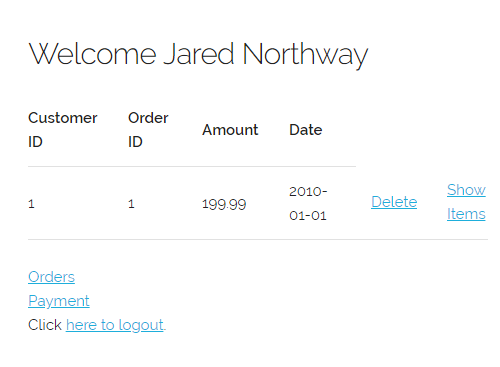 Welcome Jared Northway
Customer ID Order ID Amount Date
1 1 199.99 2010-01-01 Delete Show Items
Orders
Payment
Click here to logout.